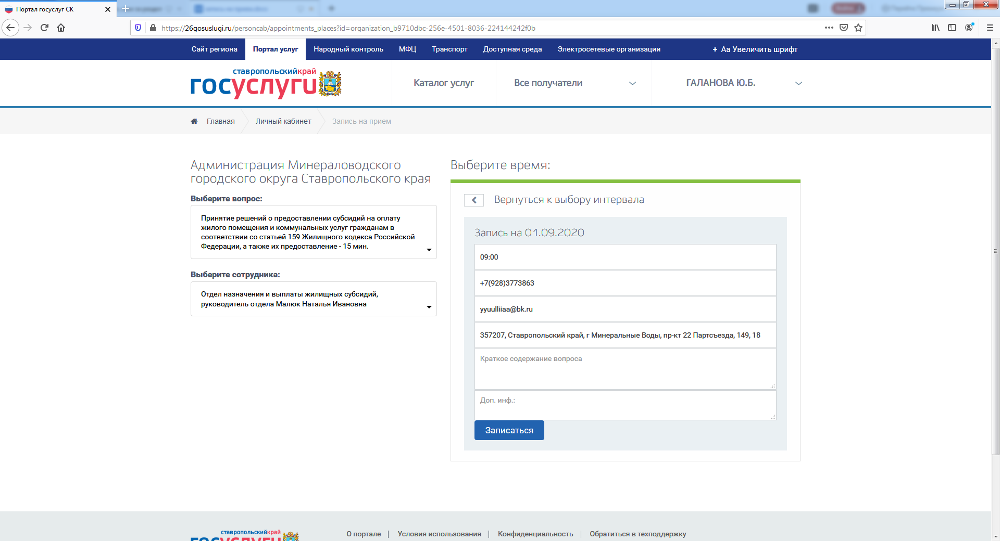 Портал госуслуг СК
https://26gosuslugi.ru/personcab/appointments_places?id=organization_b9710dbc-256e-4501-8036-224144242f0b
Сайт региона
Портал услуг
Народный контроль
МФЦ
Транспорт
Доступная среда
Электросетевые организации
+ Аа Увеличить шрифт
ставропольскийкрай
госуслуги
Каталог услуг
Все получатели
ГАЛАНОВА Ю.Б.
Главная
Личный кабинет
Запись на прием
Администрация Минераловодского
городского округа Ставропольского края
Выберите вопрос:
Принятие решений о предоставлении субсидий на оплату
жилого помещения и коммунальных услуг гражданам в
соответствии со статьей 159 Жилищного кодекса Российской
Федерации, а также их предоставление - 15 мин.
Выберите сотрудника:
Отдел назначения и выплаты жилищных субсидий,
руководитель отдела Малюк Наталья Ивановна
Выберите время:
Вернуться к выбору интервала
Запись на 01.09.2020
09:00
+7(928)3773863
yyuulliiaa@bk.ru
357207, Ставропольский край, г Минеральные Воды, пр-кт 22 Партсъезда, 149, 18
Краткое содержание вопроса
Доп. инф.:
Записаться
ставропольскийкрай
госуслуги
О портале
Условия использования
Конфиденциальность
Обратиться в техподдержку